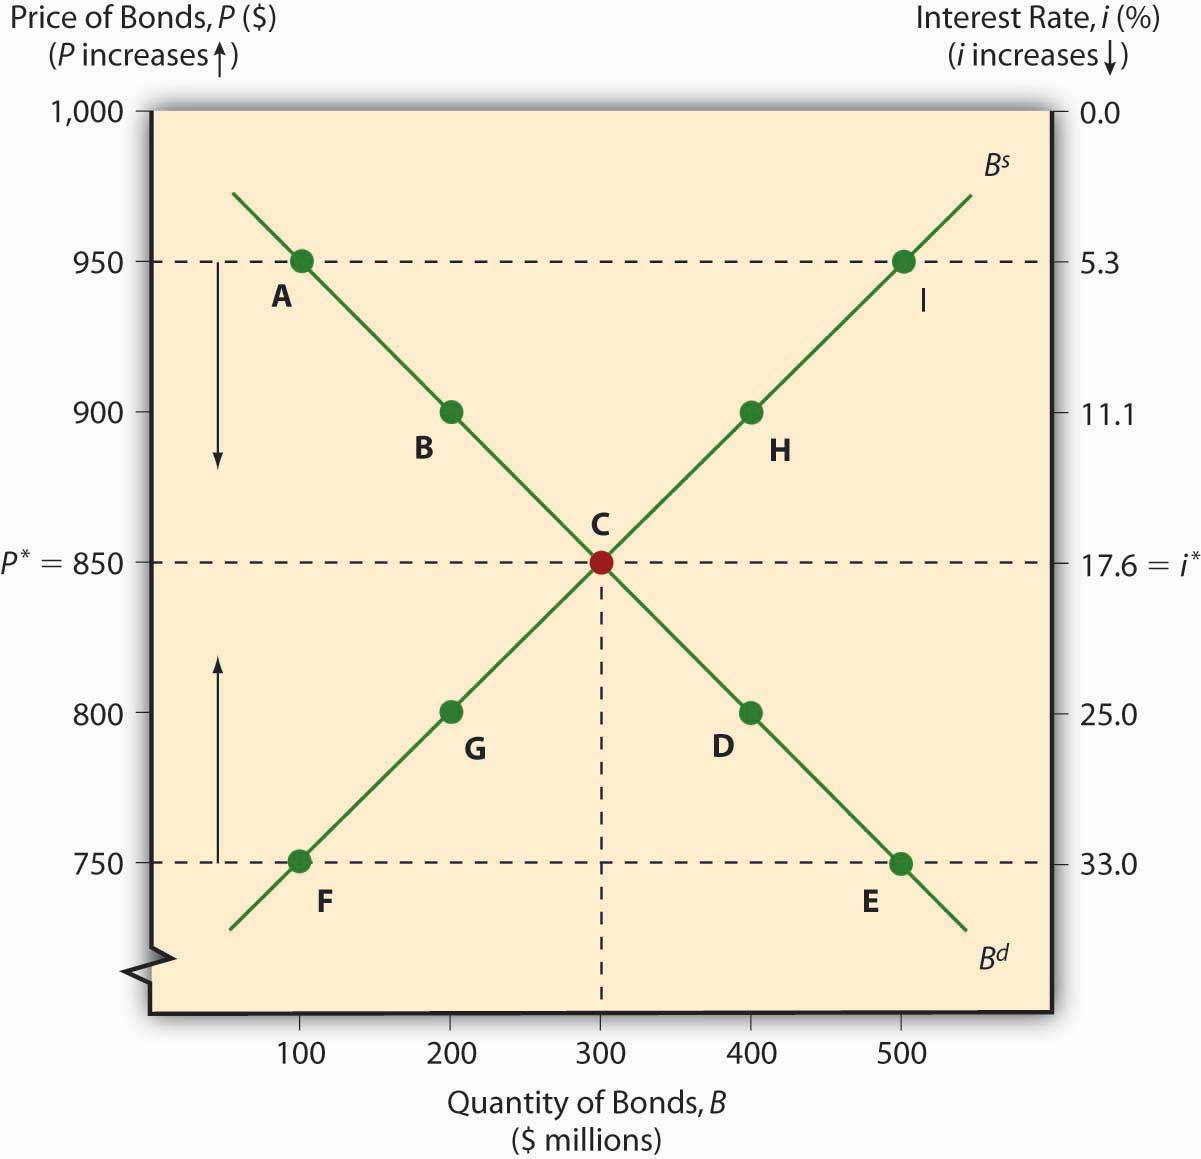 Price of Bonds, P ($)
(P increases↑)
Interest Rate, i (%)
(i increases↓)
1,000
0.0
Bˢ
950
5.3
A
I
900
11.1
B
H
C
P* = 850
17.6 = i*
800
25.0
G
D
750
33.0
F
E
Bᵈ
100
200
300
400
500
Quantity of Bonds, B
($ millions)